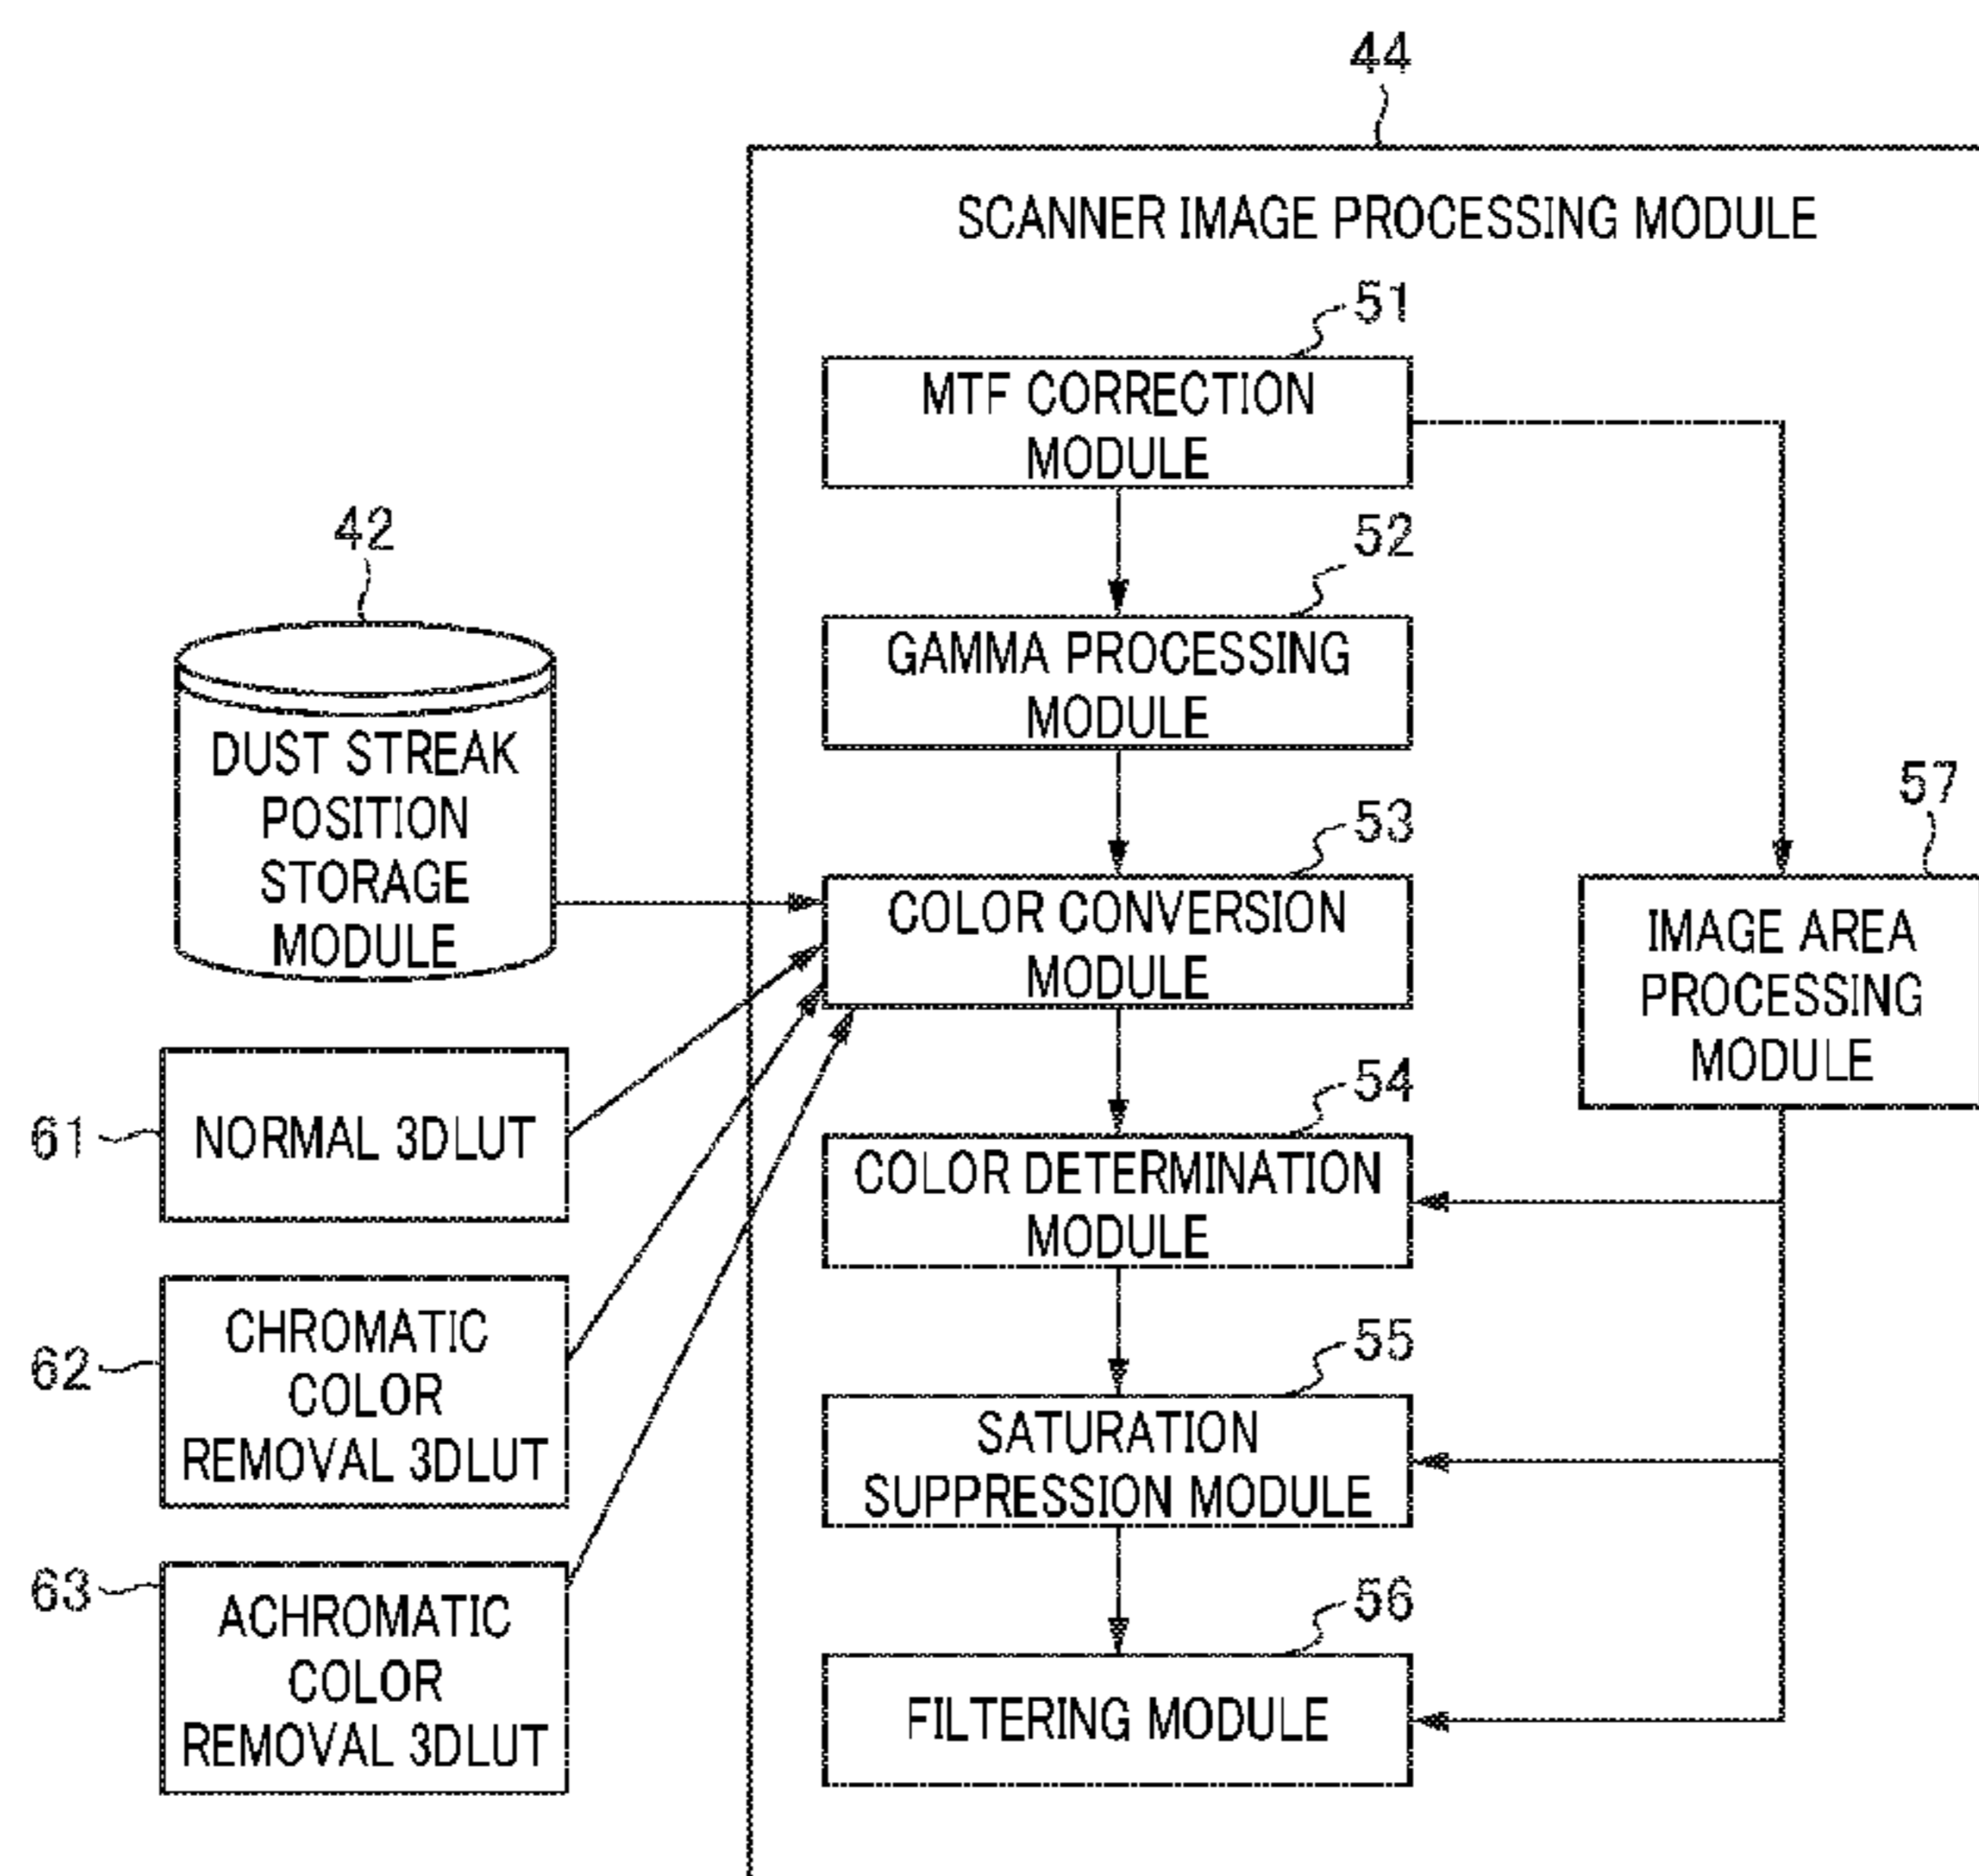 44
SCANNER IMAGE PROCESSING MODULE
51
MTF CORRECTION
MODULE
52
GAMMA PROCESSING
MODULE
42
DUST STREAK
POSITION
STORAGE
MODULE
53
COLOR CONVERSION
MODULE
57
IMAGE AREA
PROCESSING
MODULE
61
NORMAL 3DLUT
54
COLOR DETERMINATION
MODULE
62
CHROMATIC
COLOR
REMOVAL 3DLUT
55
SATURATION
SUPPRESSION MODULE
63
ACHROMATIC
COLOR
REMOVAL 3DLUT
56
FILTERING MODULE